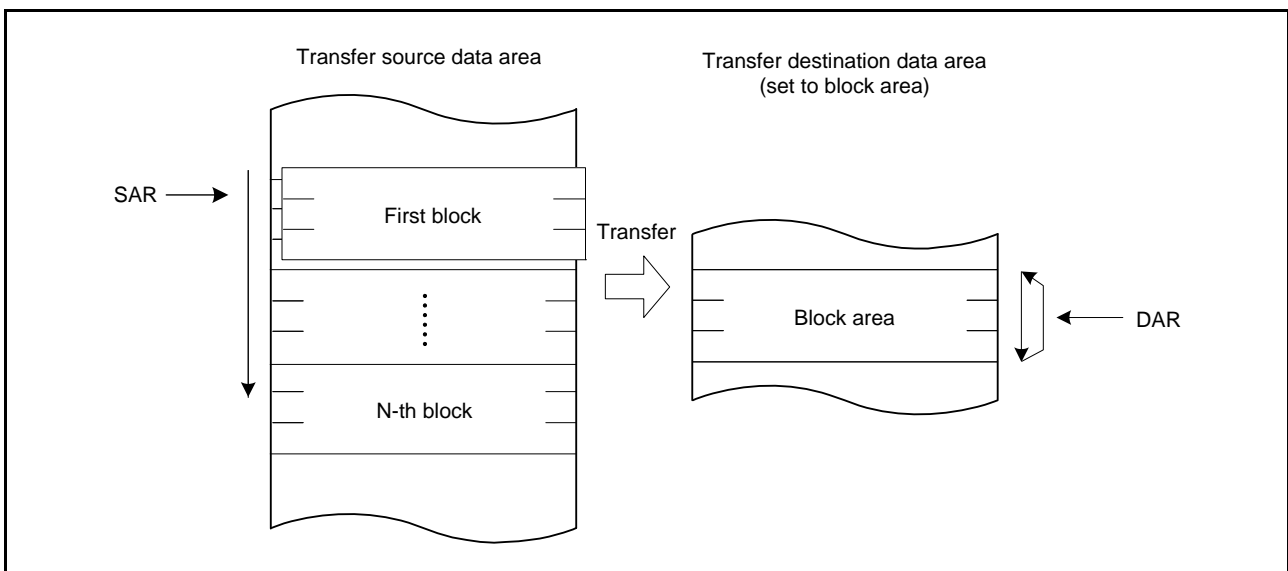 Transfer source data area
Transfer destination data area
(set to block area)
SAR
First block
Transfer
Block area
DAR
N-th block